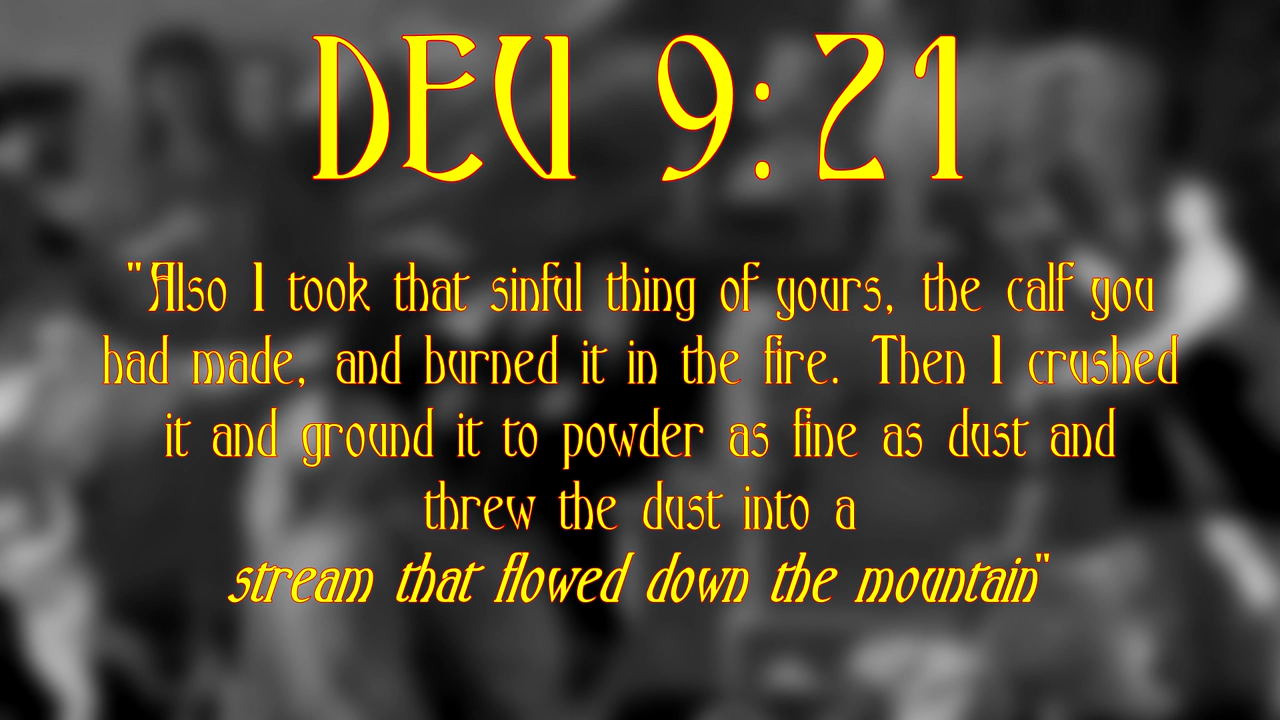 DEU 9:21
"Also I took that sinful thing of yours, the calf you
had made, and burned it in the fire. Then I crushed
it and ground it to powder as fine as dust and
threw the dust into a
stream that flowed down the mountain"